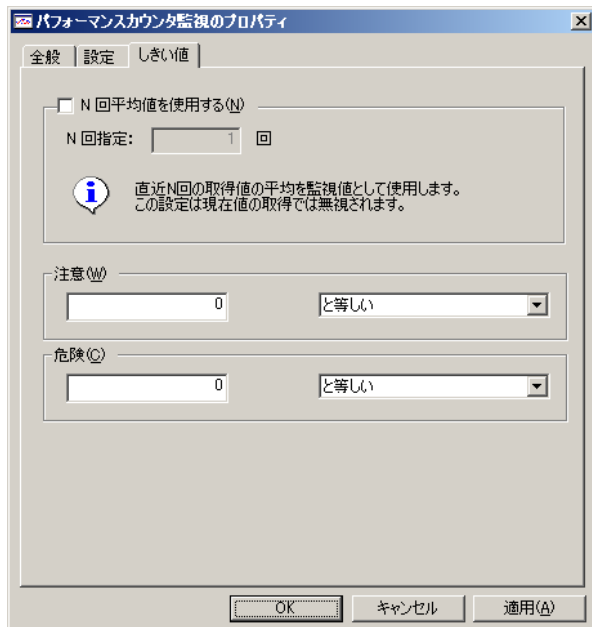 パフォーマンスカウンタ監視のプロパティ
全般 設定 しきい値
N 回平均値を使用する(N)
N 回指定: 1 回
直近N回の取得値の平均を監視値として使用します。
この設定は現在値の取得では無視されます。
注意(W)
0 と等しい
危険(C)
0 と等しい
OK キャンセル 適用(A)